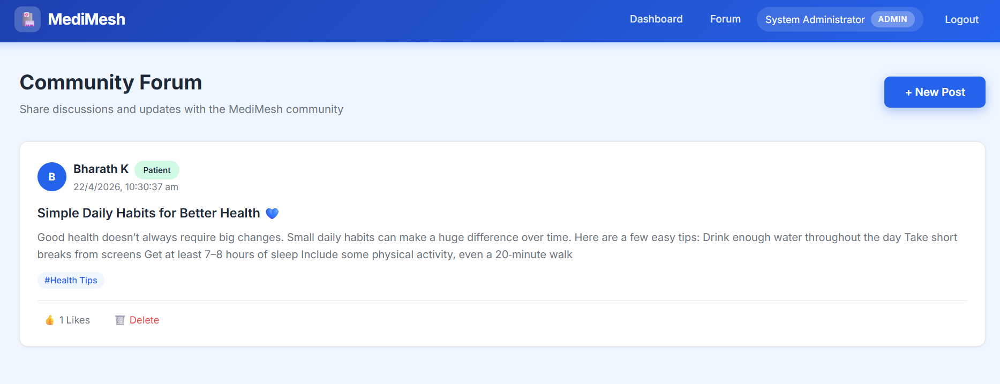 MediMesh
Dashboard
Forum
System Administrator
ADMIN
Logout
Community Forum
Share discussions and updates with the MediMesh community
+ New Post
B
Bharath K
Patient
22/4/2026, 10:30:37 am
Simple Daily Habits for Better Health 💙
Good health doesn’t always require big changes. Small daily habits can make a huge difference over time. Here are a few easy tips: Drink enough water throughout the day Take short
breaks from screens Get at least 7–8 hours of sleep Include some physical activity, even a 20-minute walk
#Health Tips
👍 1 Likes
🗑️ Delete